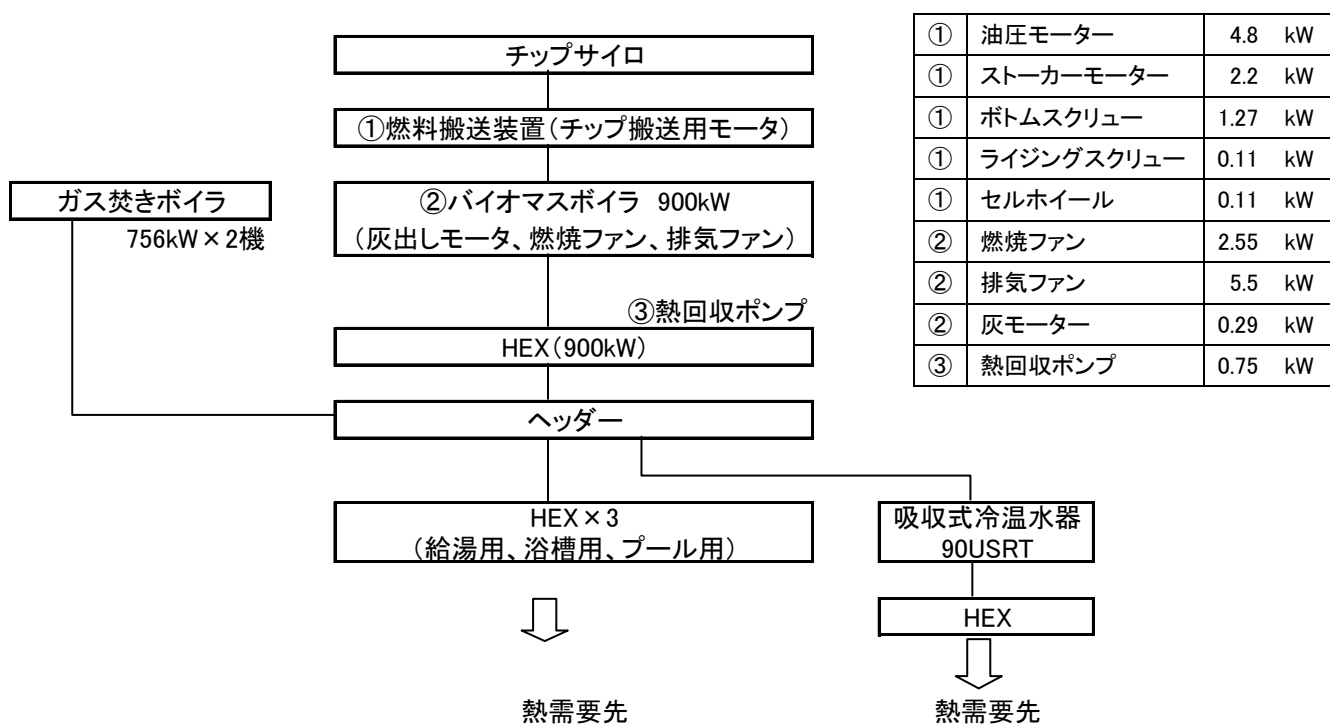 チップサイロ
①燃料搬送装置(チップ搬送用モータ)
ガス焚きボイラ
756kW×2機
②バイオマスボイラ 900kW
(灰出しモータ、燃焼ファン、排気ファン)
③熱回収ポンプ
HEX(900kW)
ヘッダー
HEX×3
(給湯用、浴槽用、プール用)
熱需要先
吸収式冷温水器
90USRT
HEX
熱需要先
① 油圧モーター 4.8 kW
① ストーカーモーター 2.2 kW
① ボトムスクリュー 1.27 kW
① ライジングスクリュー 0.11 kW
① セルホイール 0.11 kW
② 燃焼ファン 2.55 kW
② 排気ファン 5.5 kW
② 灰モーター 0.29 kW
③ 熱回収ポンプ 0.75 kW